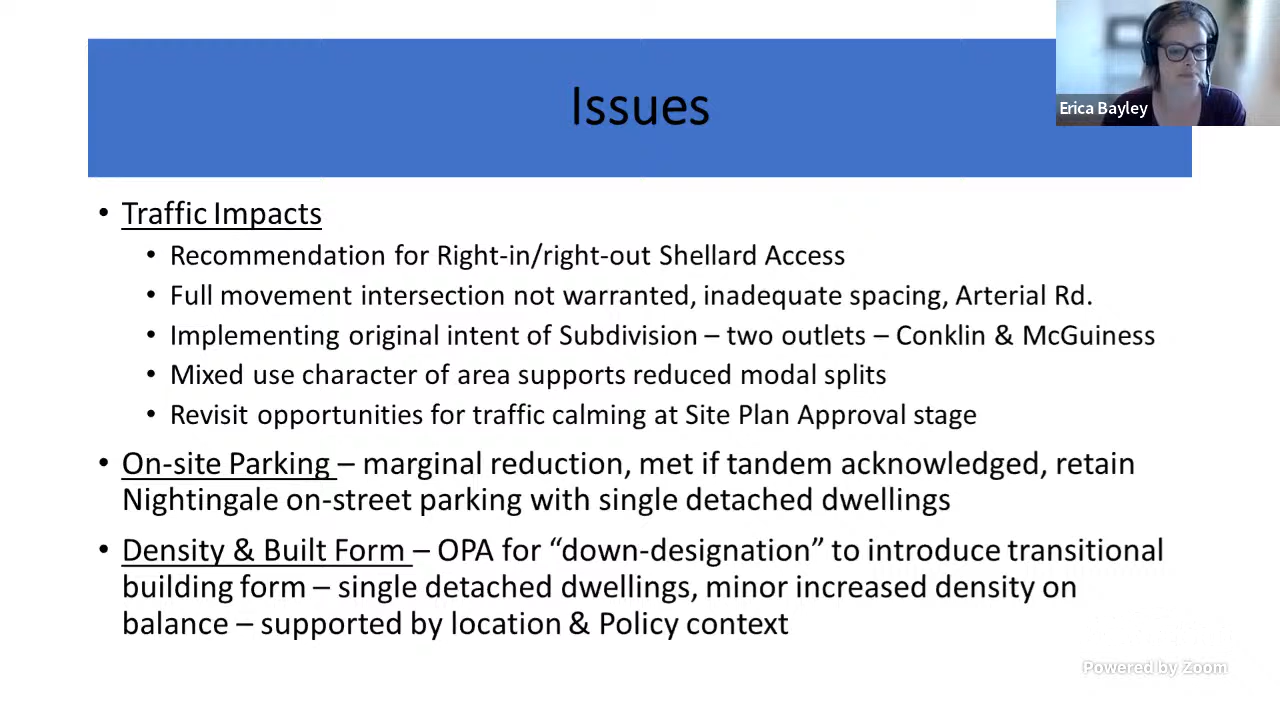 Issues
Erica Bayley
• Traffic Impacts
• Recommendation for Right-in/right-out Shellard Access
• Full movement intersection not warranted, inadequate spacing, Arterial Rd.
• Implementing original intent of Subdivision – two outlets – Conklin & McGuiness
• Mixed use character of area supports reduced modal splits
• Revisit opportunities for traffic calming at Site Plan Approval stage
• On-site Parking – marginal reduction, met if tandem acknowledged, retain
Nightingale on-street parking with single detached dwellings
• Density & Built Form – OPA for “down-designation” to introduce transitional
building form – single detached dwellings, minor increased density on
balance – supported by location & Policy context
Powered by Zoom